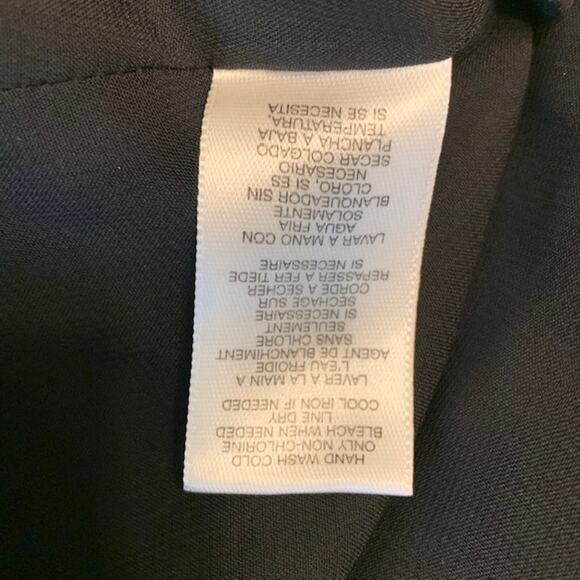 HAND WASH COLD
ONLY NON-CHLORINE
BLEACH WHEN NEEDED
LINE DRY
COOL IRON IF NEEDED
LAVER A LA MAIN A
L'EAU FROIDE
AGENT DE BLANCHIMENT
SANS CHLORE
SEULEMENT
SI NECESSAIRE
SECHAGE SUR
CORDE A SECHER
REPASSER A FER TIEDE
SI NECESSAIRE
LAVAR A MANO CON
AGUA FRIA
SOLAMENTE
BLANQUEADOR SIN
CLORO, SI ES
NECESARIO
SEGAR COLGADO
PLANCHA A BAJA
TEMPERATURA,
SI SE NECESITA